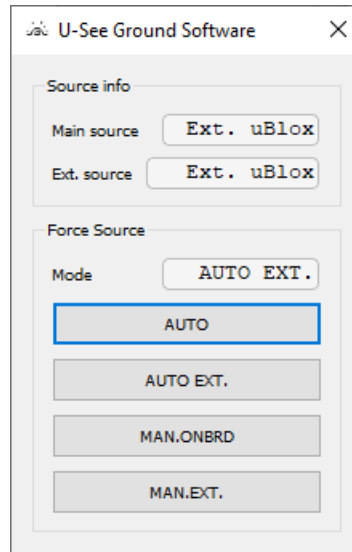 U-See Ground Software
Source info
Main source Ext. uBlox
Ext. source Ext. uBlox
Force Source
Mode AUTO EXT.
AUTO
AUTO EXT.
MAN.ONBRD
MAN.EXT.